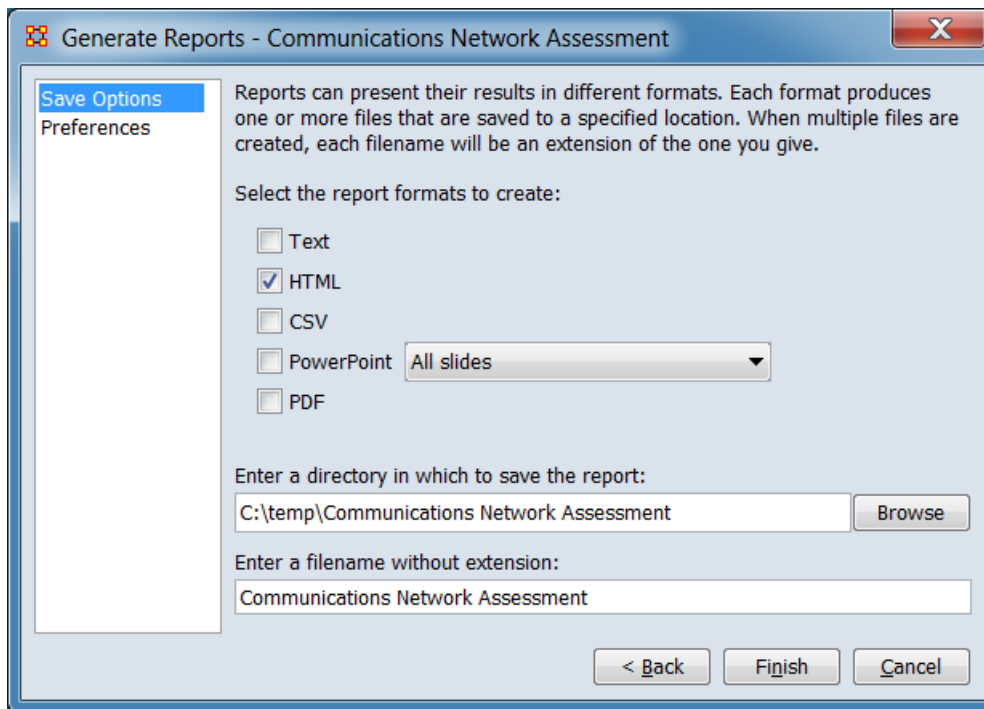 Generate Reports - Communications Network Assessment
Save Options
Preferences
Reports can present their results in different formats. Each format produces
one or more files that are saved to a specified location. When multiple files are
created, each filename will be an extension of the one you give.
Select the report formats to create:
Text
HTML
CSV
PowerPoint All slides
PDF
Enter a directory in which to save the report:
C:\temp\Communications Network Assessment Browse
Enter a filename without extension:
Communications Network Assessment
< Back Finish Cancel